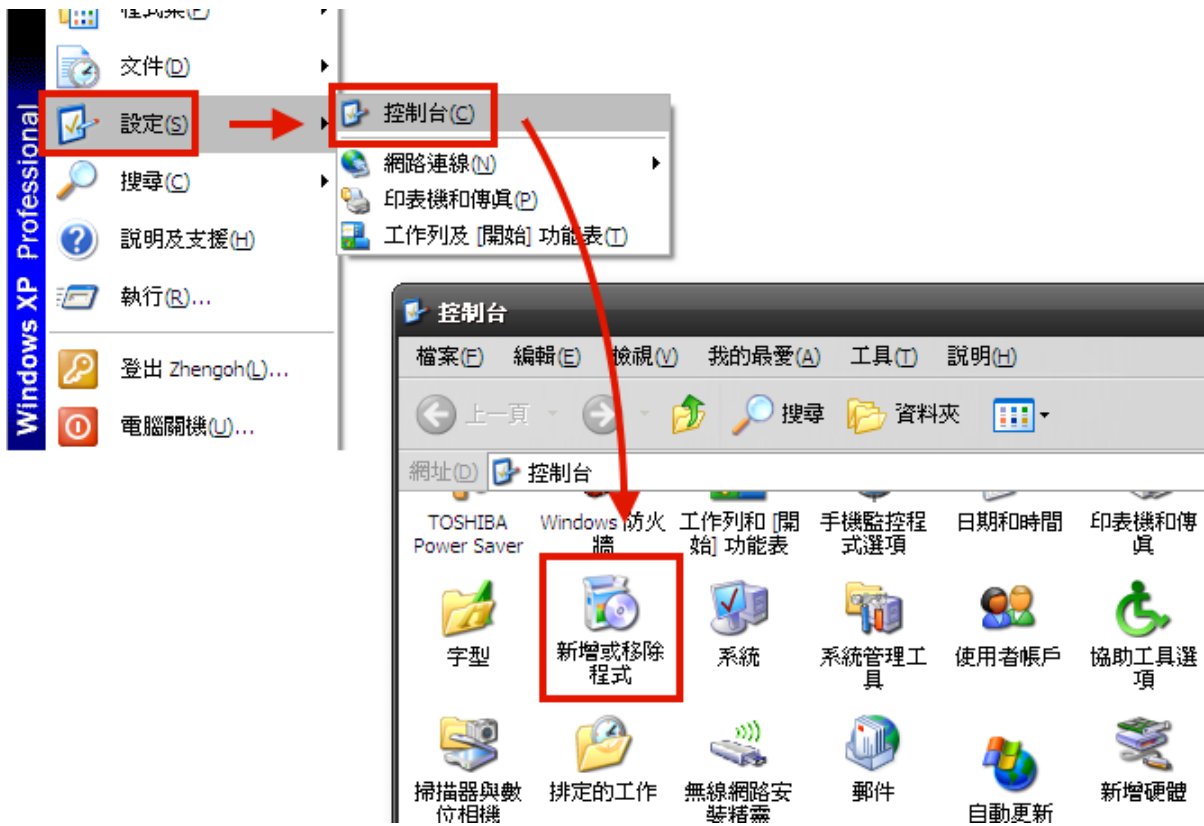 程式集(P)
文件(D)
設定(S)
搜尋(C)
說明及支援(H)
執行(R)...
登出 Zhengoh(L)...
電腦關機(U)...
Windows XP Professional
控制台(C)
網路連線(N)
印表機和傳真(P)
工作列及 [開始] 功能表(T)
控制台
檔案(F) 編輯(E) 檢視(V) 我的最愛(A) 工具(T) 說明(H)
上一頁 搜尋 資料夾
網址(D) 控制台
TOSHIBA
Power Saver
Windows 防火
牆
工作列和 [開
始] 功能表
手機監控程
式選項
日期和時間
印表機和傳
真
字型
新增或移除
程式
系統
系統管理工
具
使用者帳戶
協助工具選
項
掃描器與數
位相機
排定的工作
無線網路安
裝精靈
郵件
自動更新
新增硬體